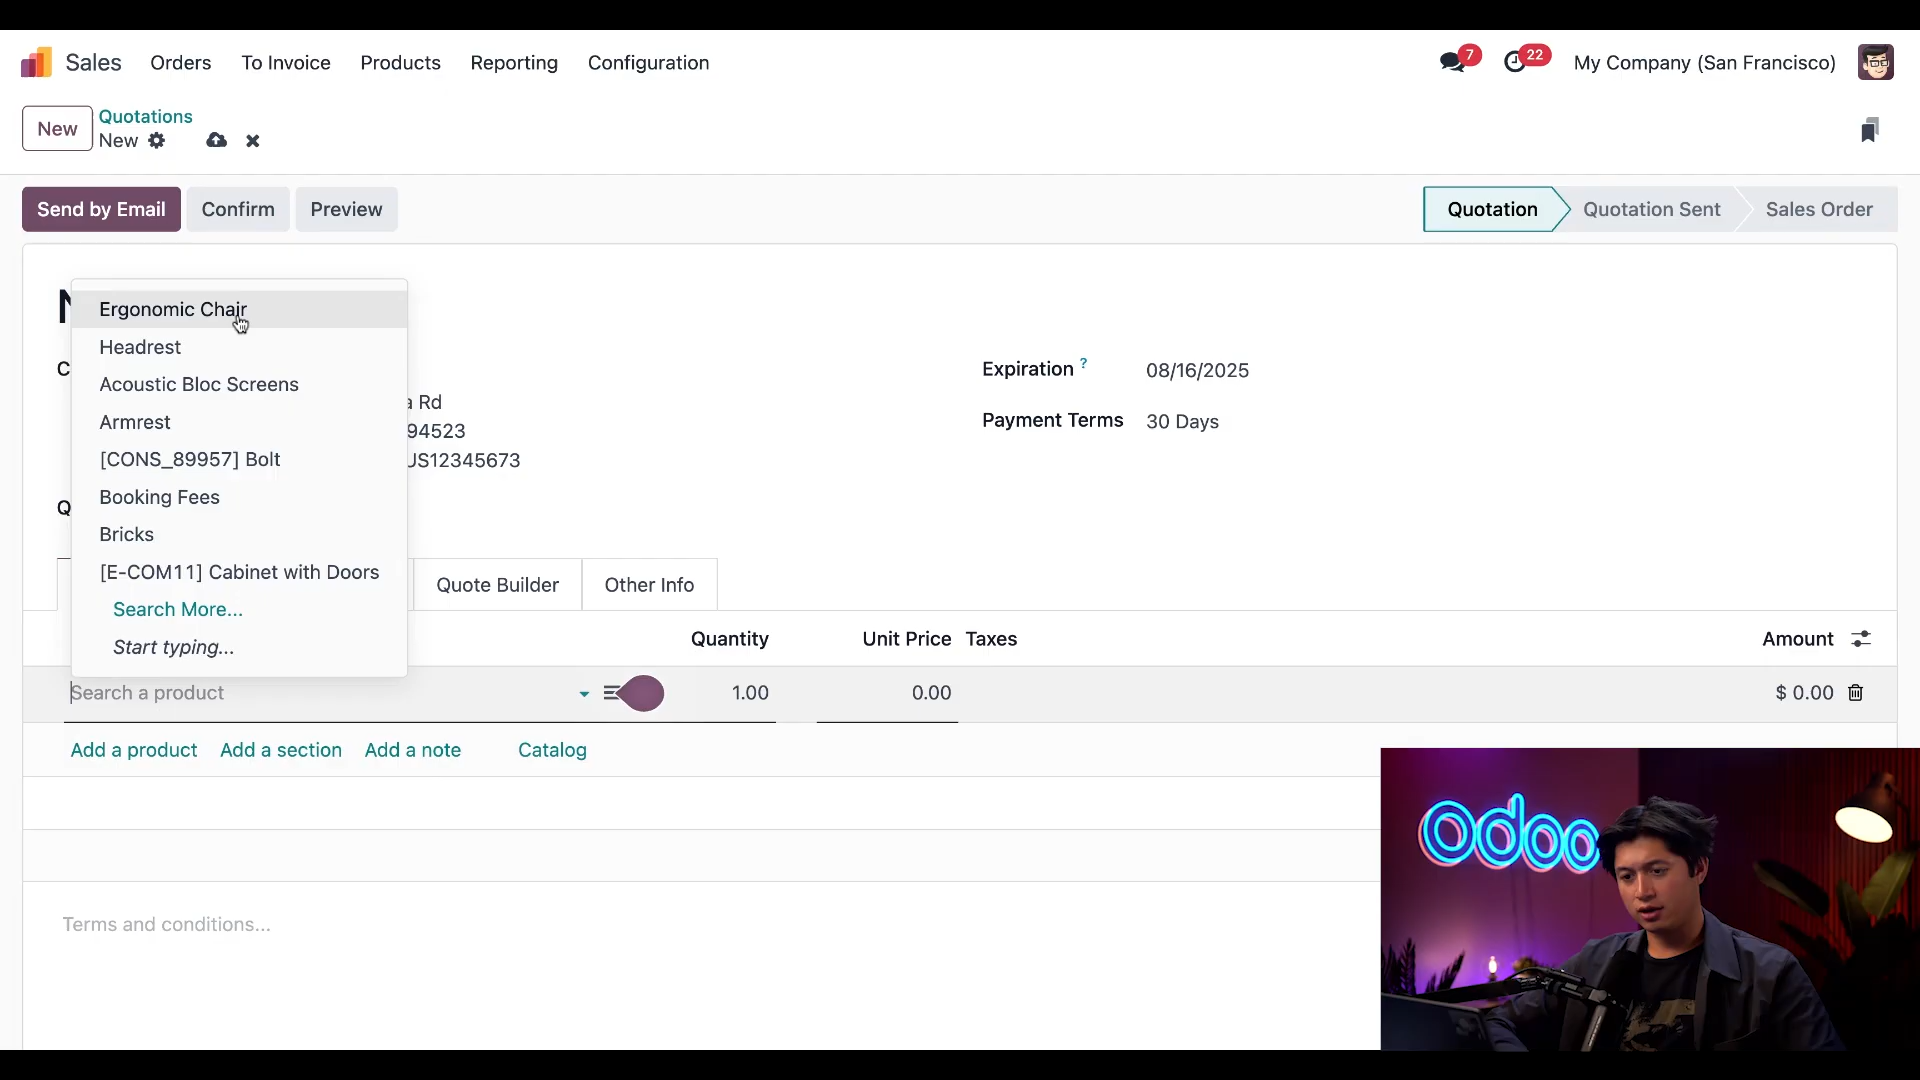 Sales Orders To Invoice Products Reporting Configuration 7 22 My Company (San Francisco)
New Quotations
New
Send by Email Confirm Preview Quotation Quotation Sent Sales Order
N
Ergonomic Chair
Headrest
Acoustic Bloc Screens
Armrest
[CONS_89957] Bolt
Booking Fees
Bricks
[E-COM11] Cabinet with Doors
Search More...
Start typing...
C
a Rd
94523
US12345673
Q
Expiration ? 08/16/2025
Payment Terms 30 Days
Quote Builder Other Info
Quantity Unit Price Taxes Amount
Search a product 1.00 0.00 $ 0.00
Add a product Add a section Add a note Catalog
Terms and conditions...
odoo